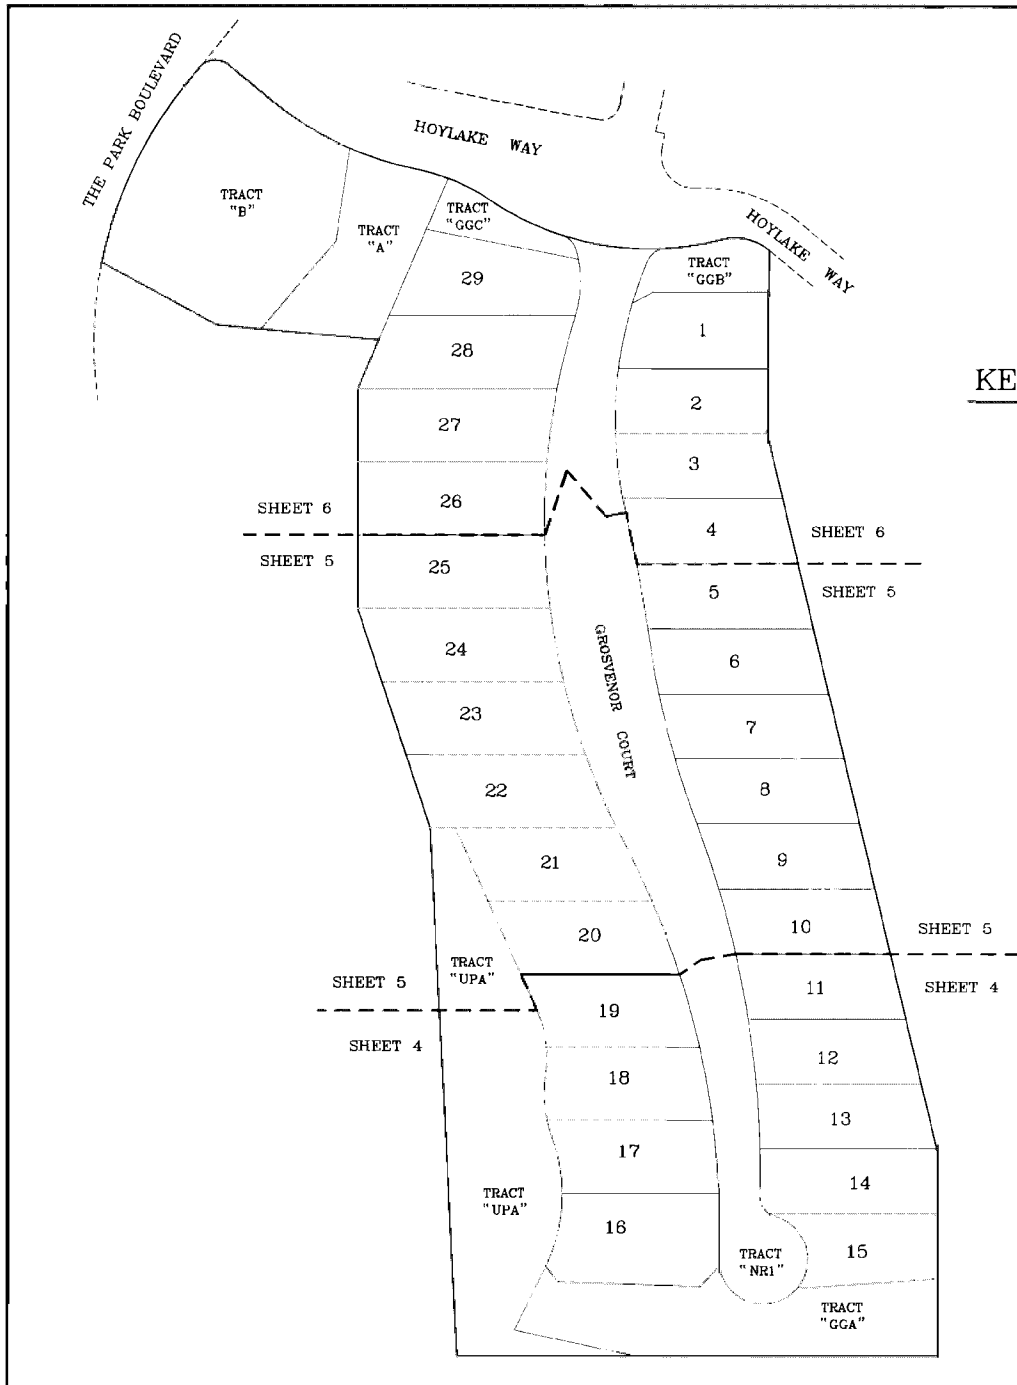 THE PARK BOULEVARD
HOYLAKE WAY
TRACT
"B"
TRACT
"A"
TRACT
"GGC"
HOYLAKE WAY
TRACT
"GGB"
29
1
28
2
KE
27
3
26
4
SHEET 6
SHEET 6
SHEET 5
25
SHEET 5
5
24
GROSVENOR COURT
6
23
7
22
8
21
9
20
10
SHEET 5
TRACT
"UPA"
SHEET 5
19
11
SHEET 4
SHEET 4
18
12
17
13
TRACT
"UPA"
14
16
15
TRACT
"NR1"
TRACT
"GGA"